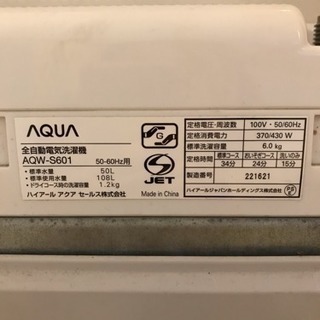 AQUA
全自動電気洗濯機
AQW-S601 50-60Hz用
・標準水量 50L
・標準使用水量 108L
・ドライコース時の洗濯容量 1.2kg
ハイアール アクア セールス株式会社
G
S
JET
Made in China
定格電圧・周波数 100V・50/60Hz
定格消費電力 370/430 W
標準洗濯容量 6.0 kg
標準コース おいそぎコース 洗いのみ
定格時間 34分 24分 15分
製造番号 221621
ハイアールジャパンホールディングス株式会社
PS E